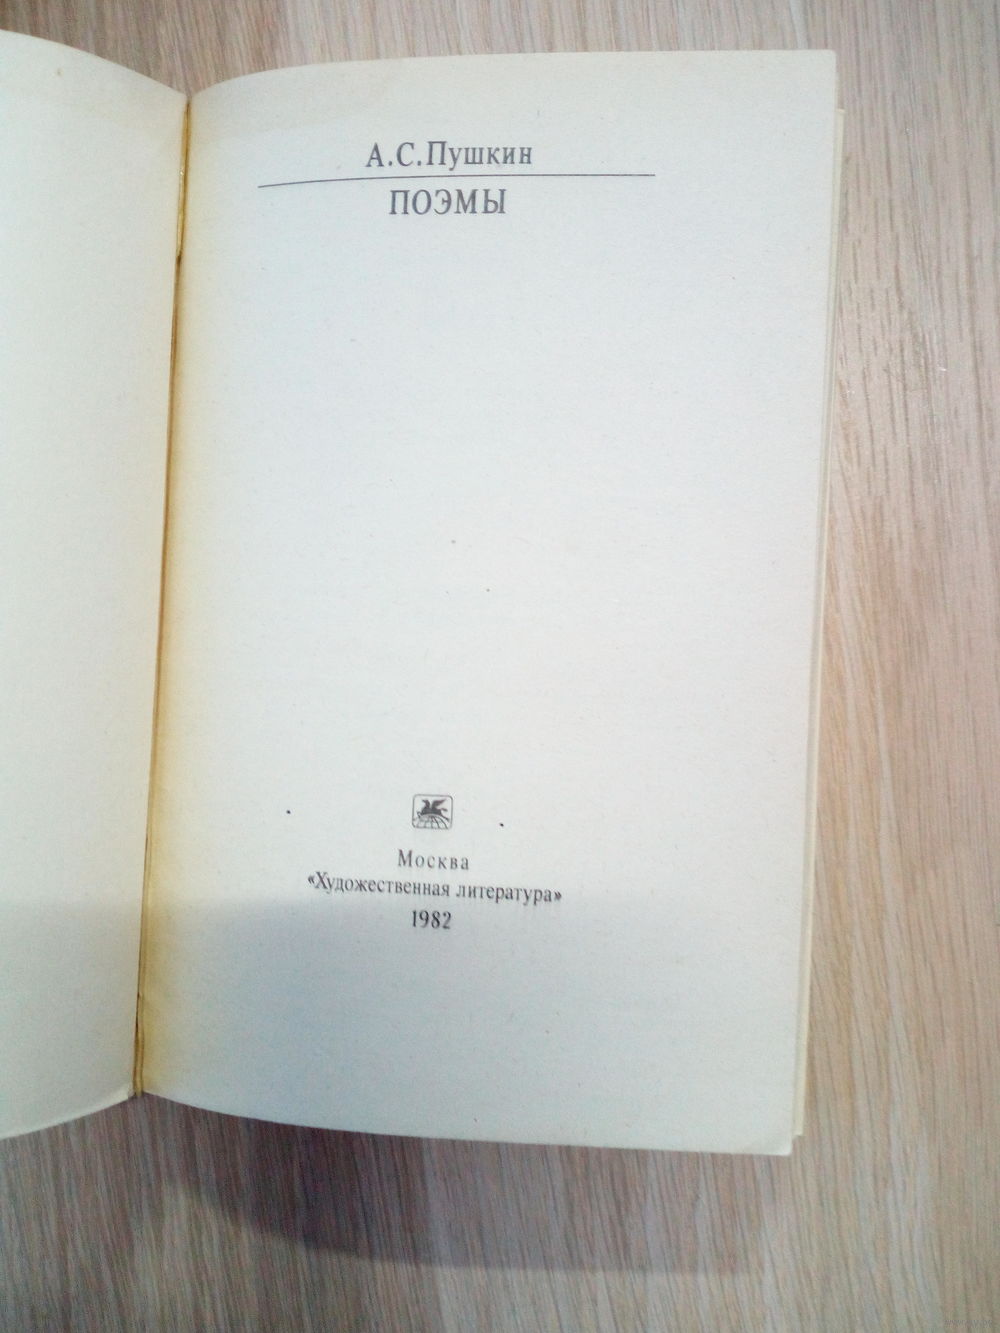 А.С.Пушкин
ПОЭМЫ
Москва
«Художественная литература»
1982